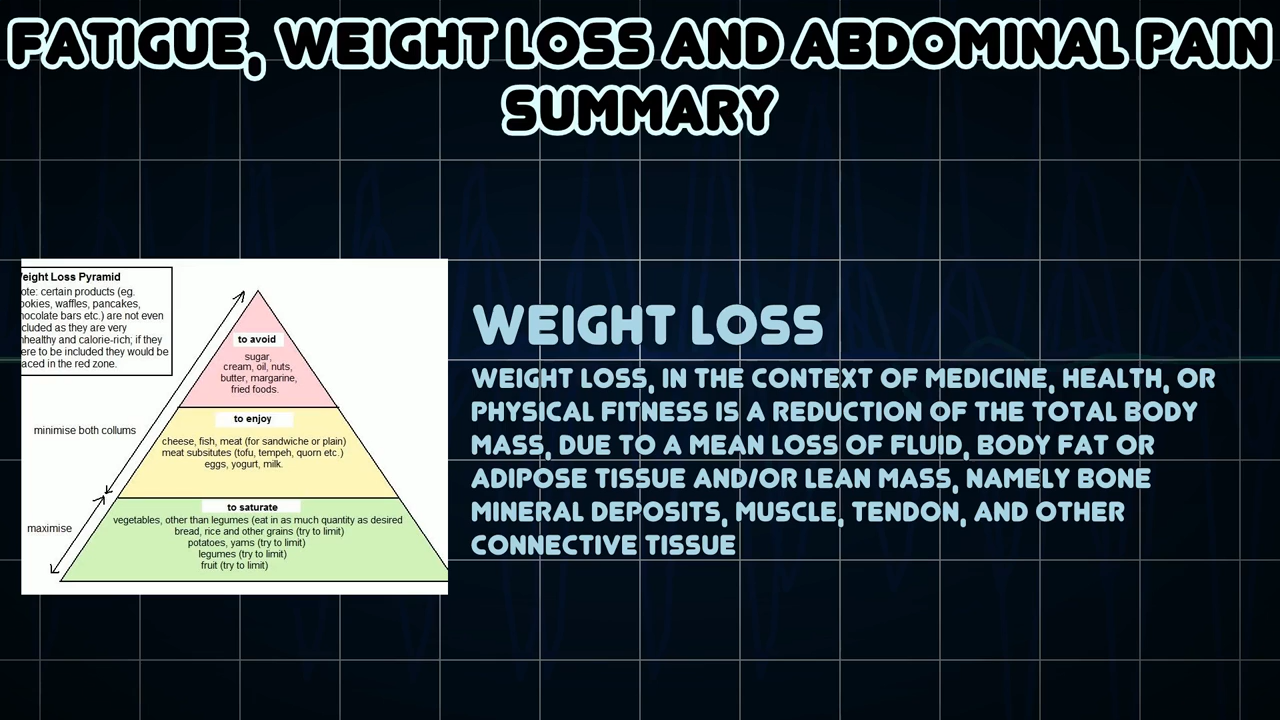 FATIGUE, WEIGHT LOSS AND ABDOMINAL PAIN
SUMMARY
eight Loss Pyramid
ote: certain products (eg.
ookies, waffles, pancakes,
hocolate bars etc.) are not even
cluded as they are very
nhealthy and calorie-rich; if they
ere to be included they would be
aced in the red zone.
to avoid
sugar,
cream, oil, nuts,
butter, margarine,
fried foods.
to enjoy
minimise both collums
cheese, fish, meat (for sandwiche or plain)
meat subsitutes (tofu, tempeh, quorn etc.)
eggs, yogurt, milk.
to saturate
maximise
vegetables, other than legumes (eat in as much quantity as desired
bread, rice and other grains (try to limit)
potatoes, yams (try to limit)
legumes (try to limit)
fruit (try to limit)
WEIGHT LOSS
WEIGHT LOSS, IN THE CONTEXT OF MEDICINE, HEALTH, OR
PHYSICAL FITNESS IS A REDUCTION OF THE TOTAL BODY
MASS, DUE TO A MEAN LOSS OF FLUID, BODY FAT OR
ADIPOSE TISSUE AND/OR LEAN MASS, NAMELY BONE
MINERAL DEPOSITS, MUSCLE, TENDON, AND OTHER
CONNECTIVE TISSUE